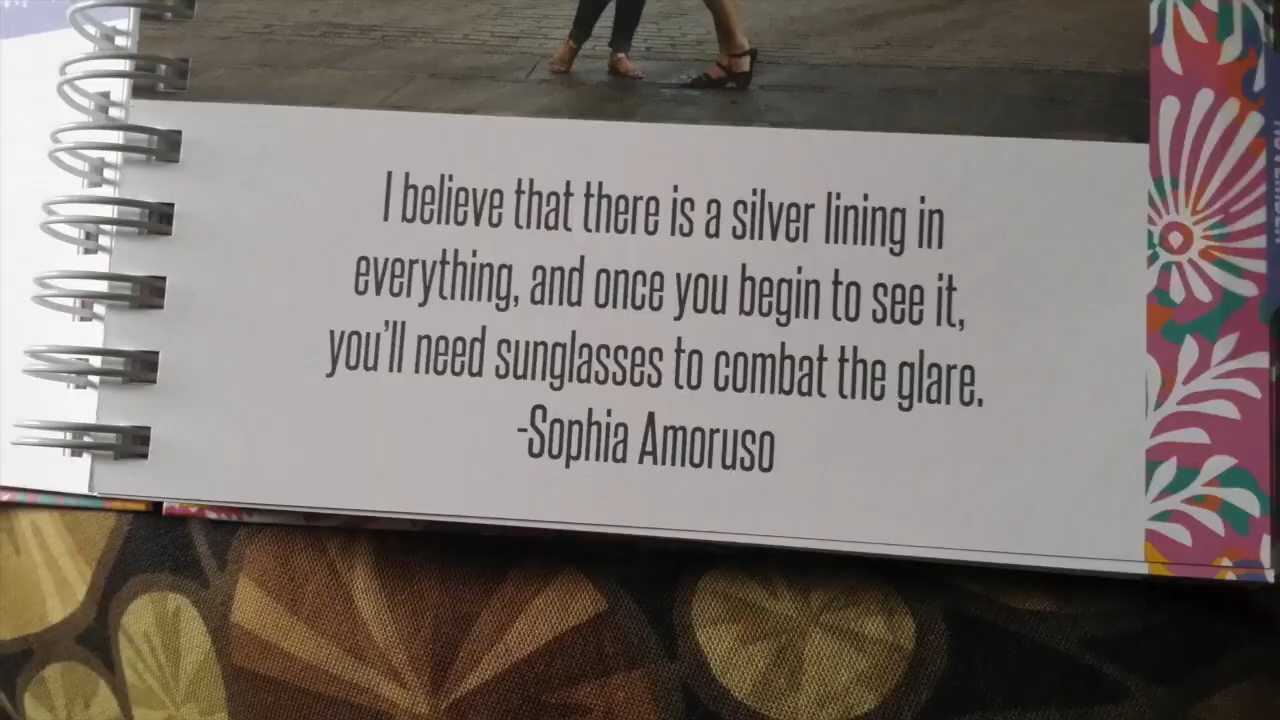 I believe that there is a silver lining in
everything, and once you begin to see it,
you'll need sunglasses to combat the glare.
-Sophia Amoruso